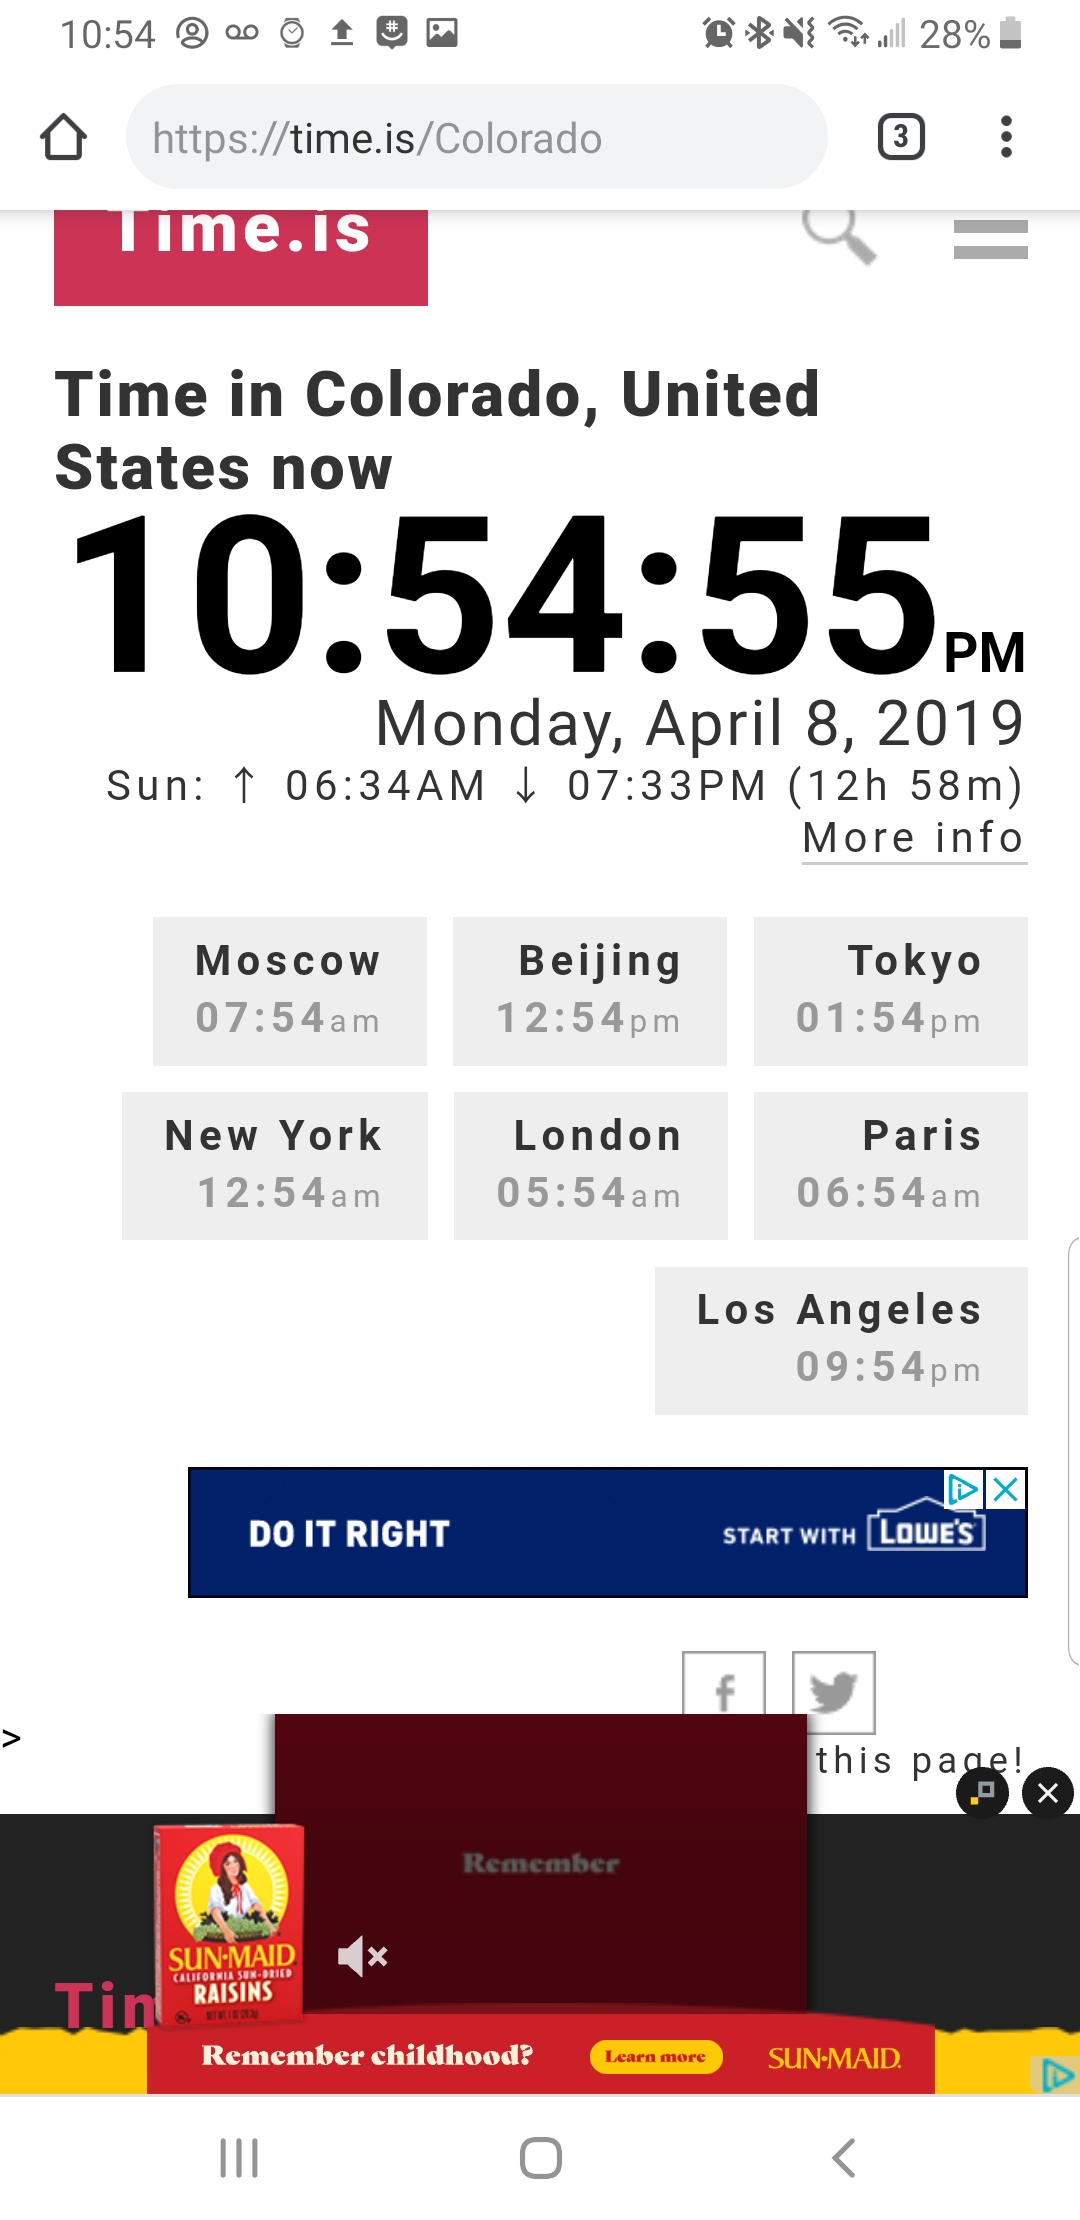 10:54
28%
https://time.is/Colorado
3
Time.is
Time in Colorado, United
States now
10:54:55 PM
Monday, April 8, 2019
Sun: ↑ 06:34AM ↓ 07:33PM (12h 58m)
More info
Moscow
07:54am
Beijing
12:54pm
Tokyo
01:54pm
New York
12:54am
London
05:54am
Paris
06:54am
Los Angeles
09:54pm
DO IT RIGHT
START WITH LOWE'S
f
>
this page!
Remember
SUN-MAID
CALIFORNIA SUN-DRIED
RAISINS
Tim
Remember childhood?
Learn more
SUN-MAID